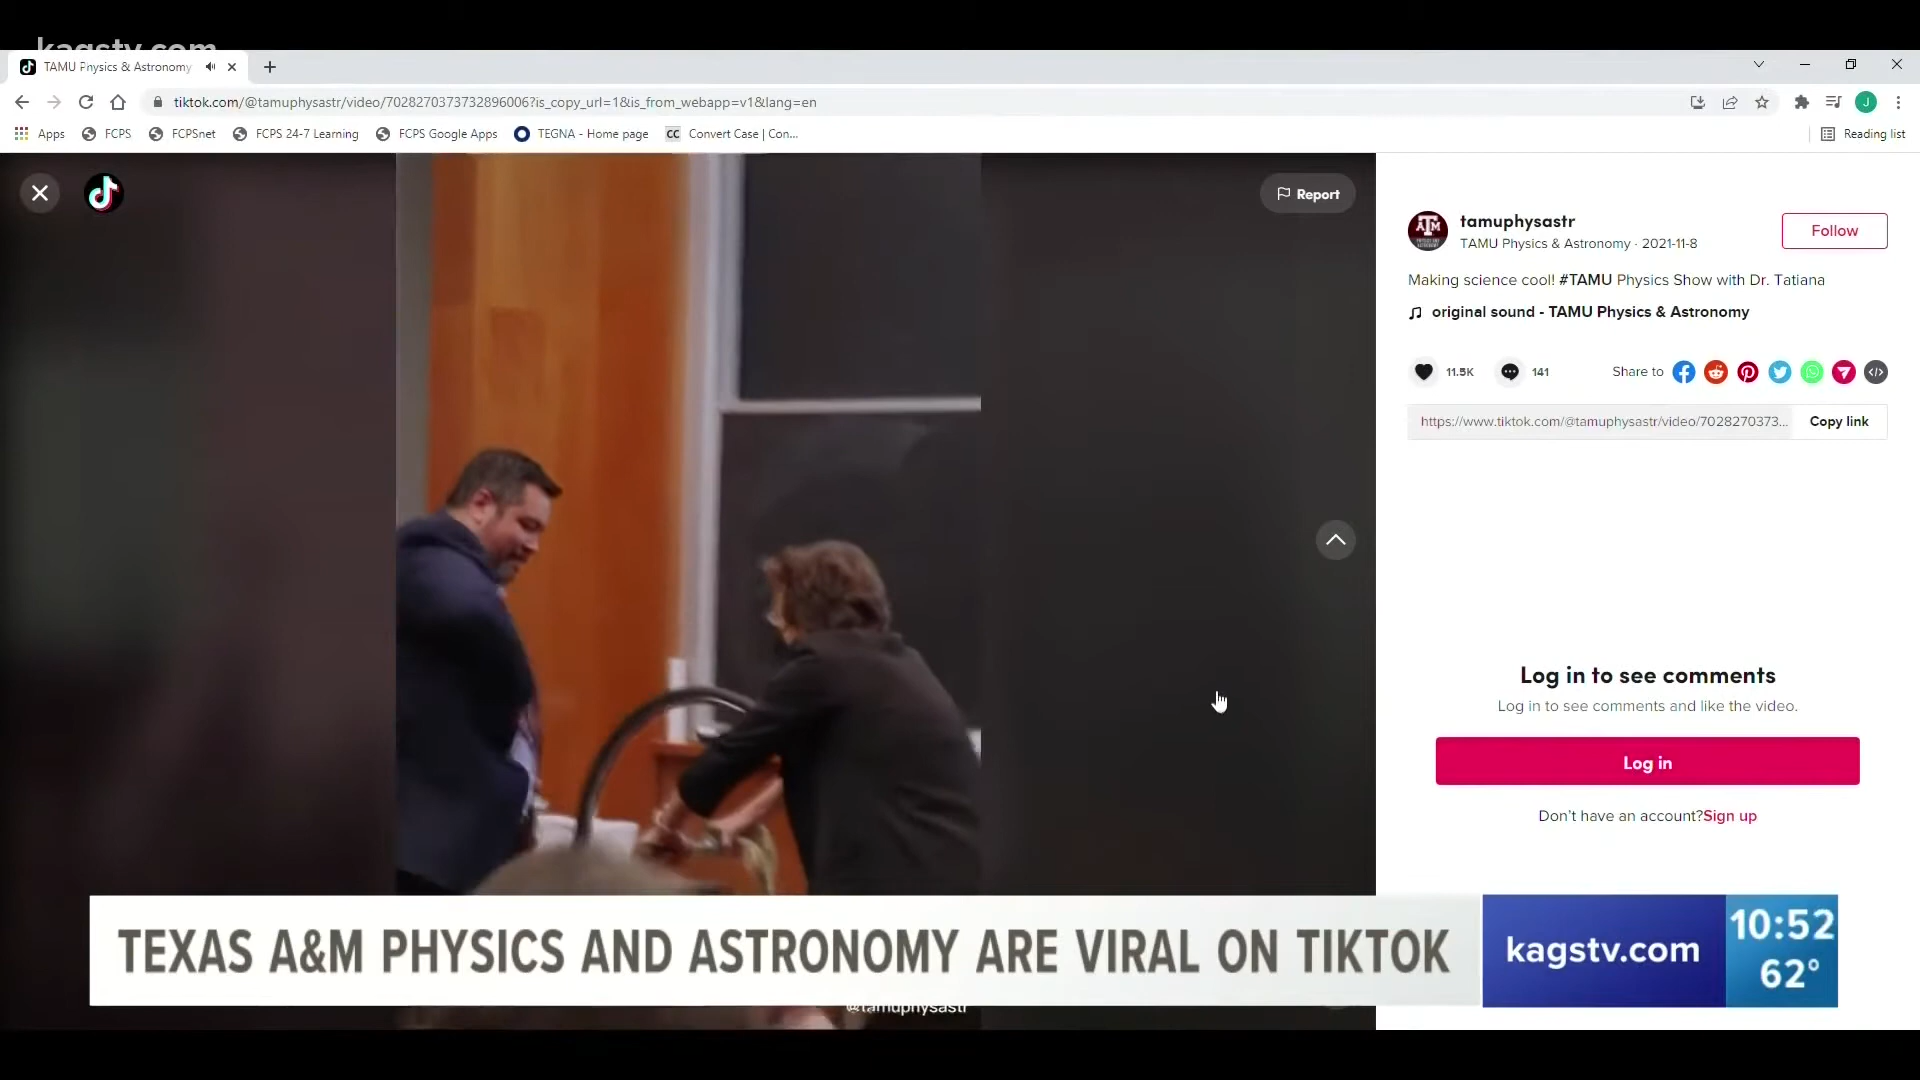 kagstv.com
TAMU Physics & Astronomy
tiktok.com/@tamuphysastr/video/7028270373732896006?is_copy_url=1&is_from_webapp=v1&lang=en
Apps FCPS FCPSnet FCPS 24-7 Learning FCPS Google Apps TEGNA - Home page CC Convert Case | Con... Reading list
J
Report
ATM
tamuphysastr
TAMU Physics & Astronomy · 2021-11-8
Follow
Making science cool! #TAMU Physics Show with Dr. Tatiana
original sound - TAMU Physics & Astronomy
11.5K 141 Share to
https://www.tiktok.com/@tamuphysastr/video/7028270373... Copy link
Log in to see comments
Log in to see comments and like the video.
Log in
Don't have an account?Sign up
TEXAS A&M PHYSICS AND ASTRONOMY ARE VIRAL ON TIKTOK
kagstv.com
10:52
62°
@tamuphysastr